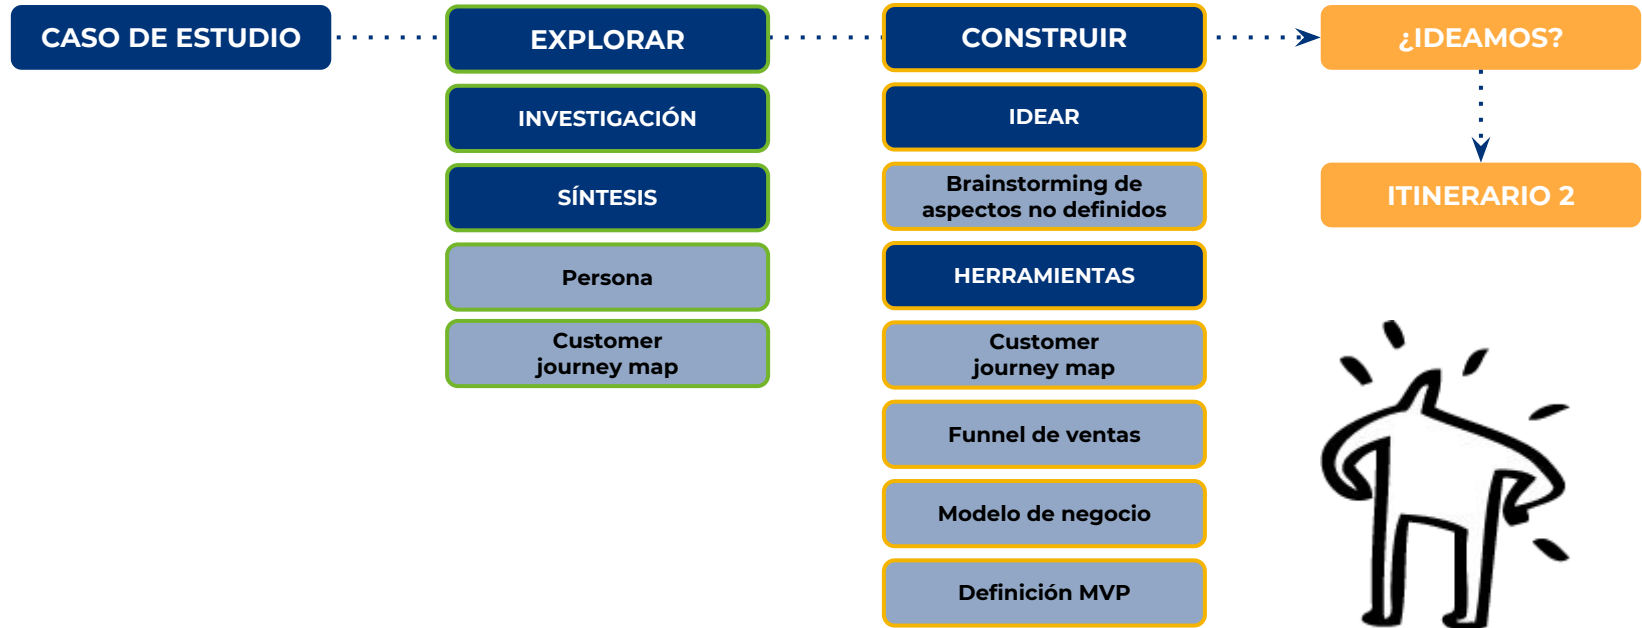 CASO DE ESTUDIO
EXPLORAR
INVESTIGACIÓN
SÍNTESIS
Persona
Customer
journey map
CONSTRUIR
IDEAR
Brainstorming de
aspectos no definidos
HERRAMIENTAS
Customer
journey map
Funnel de ventas
Modelo de negocio
Definición MVP
¿IDEAMOS?
ITINERARIO 2